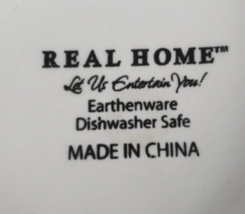 REAL HOME™
Let Us Entertain You!
Earthenware
Dishwasher Safe
MADE IN CHINA